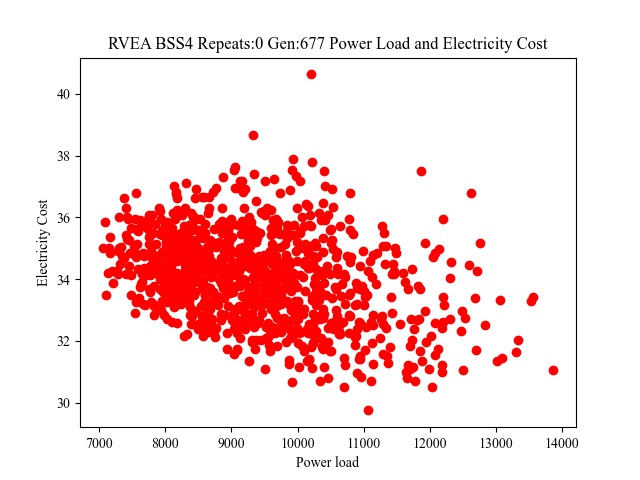 RVEA BSS4 Repeats:0 Gen:677 Power Load and Electricity Cost
40
38
36
34
32
30
Electricity Cost
7000 8000 9000 10000 11000 12000 13000 14000
Power load